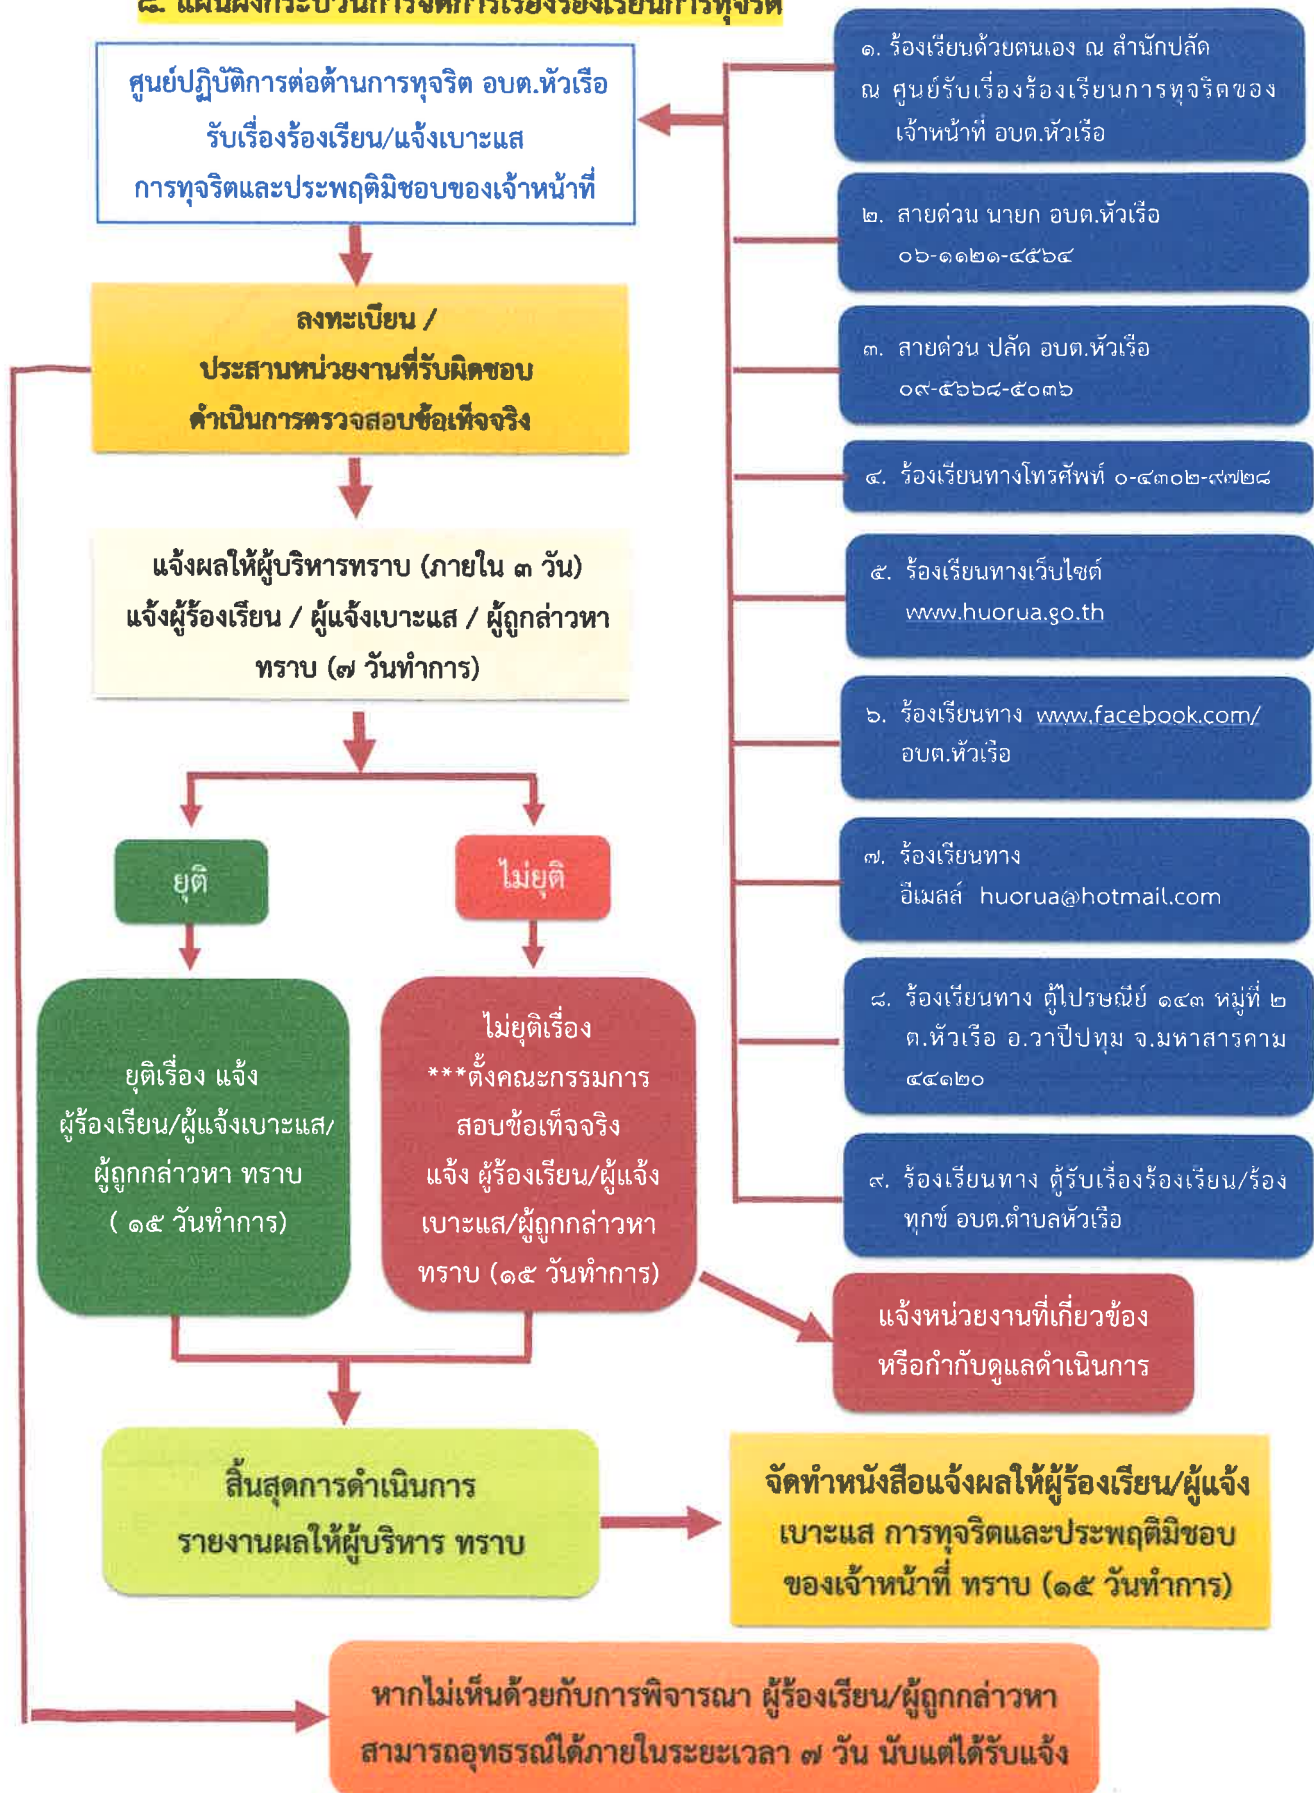 ๘. แผนผังกระบวนการจัดการเรื่องร้องเรียนการทุจริต
ศูนย์ปฏิบัติการต่อต้านการทุจริต อบต.หัวเรือ
รับเรื่องร้องเรียน/แจ้งเบาะแส
การทุจริตและประพฤติมิชอบของเจ้าหน้าที่
ลงทะเบียน /
ประสานหน่วยงานที่รับผิดชอบ
ดำเนินการตรวจสอบข้อเท็จจริง
แจ้งผลให้ผู้บริหารทราบ (ภายใน ๓ วัน)
แจ้งผู้ร้องเรียน / ผู้แจ้งเบาะแส / ผู้ถูกล่าวหา
ทราบ (๗ วันทำการ)
ยุติ
ไม่ยุติ
ยุติเรื่อง แจ้ง
ผู้ร้องเรียน/ผู้แจ้งเบาะแส/
ผู้ถูกกล่าวหา ทราบ
( ๑๕ วันทำการ)
ไม่ยุติเรื่อง
***ตั้งคณะกรรมการ
สอบข้อเท็จจริง
แจ้ง ผู้ร้องเรียน/ผู้แจ้ง
เบาะแส/ผู้ถูกกล่าวหา
ทราบ (๑๕ วันทำการ)
๑. ร้องเรียนด้วยตนเอง ณ สำนักปลัด
ณ ศูนย์รับเรื่องร้องเรียนการทุจริตของ
เจ้าหน้าที่ อบต.หัวเรือ
๒. สายด่วน นายก อบต.หัวเรือ
๐๖-๑๑๒๑-๔๕๖๔
๓. สายด่วน ปลัด อบต.หัวเรือ
๐๙-๕๖๖๘-๕๐๓๖
๔. ร้องเรียนทางโทรศัพท์ ๐-๔๓๐๒-๙๗๒๘
๕. ร้องเรียนทางเว็บไซต์
www.huorua.go.th
๖. ร้องเรียนทาง www.facebook.com/
อบต.หัวเรือ
๗. ร้องเรียนทาง
อีเมลล์ huorua@hotmail.com
๘. ร้องเรียนทาง ตู้ไปรษณีย์ ๑๔๓ หมู่ที่ ๒
ต.หัวเรือ อ.วาปีปทุม จ.มหาสารคาม
๔๔๑๒๐
๙. ร้องเรียนทาง ตู้รับเรื่องร้องเรียน/ร้อง
ทุกข์ อบต.ตำบลหัวเรือ
แจ้งหน่วยงานที่เกี่ยวข้อง
หรือกำกับดูแลดำเนินการ
สิ้นสุดการดำเนินการ
รายงานผลให้ผู้บริหาร ทราบ
จัดทำหนังสือแจ้งผลให้ผู้ร้องเรียน/ผู้แจ้ง
เบาะแส การทุจริตและประพฤติมิชอบ
ของเจ้าหน้าที่ ทราบ (๑๕ วันทำการ)
หากไม่เห็นด้วยกับการพิจารณา ผู้ร้องเรียน/ผู้ถูกกล่าวหา
สามารถอุทธรณ์ได้ภายในระยะเวลา ๗ วัน นับแต่ได้รับแจ้ง